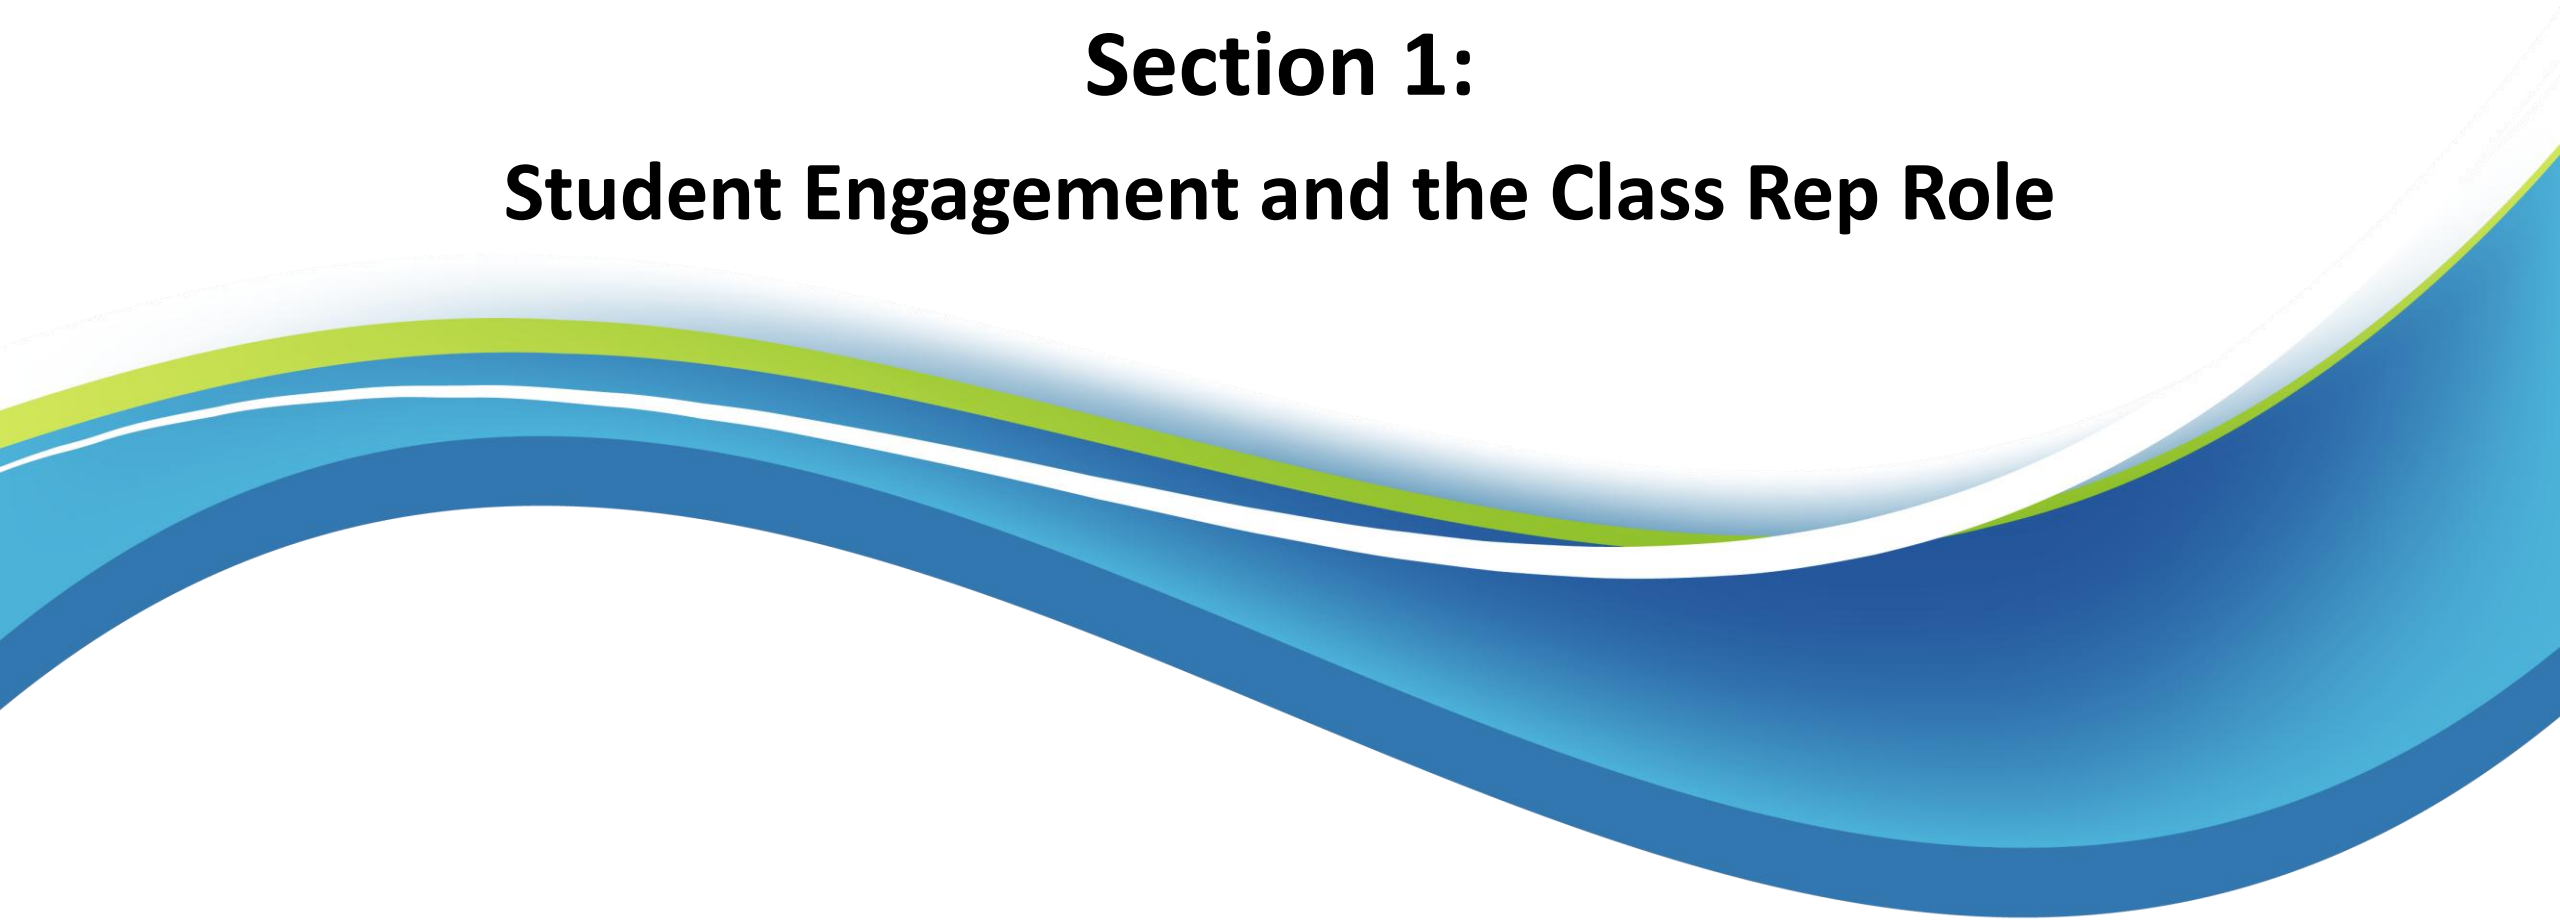 Section 1:
Student Engagement and the Class Rep Role